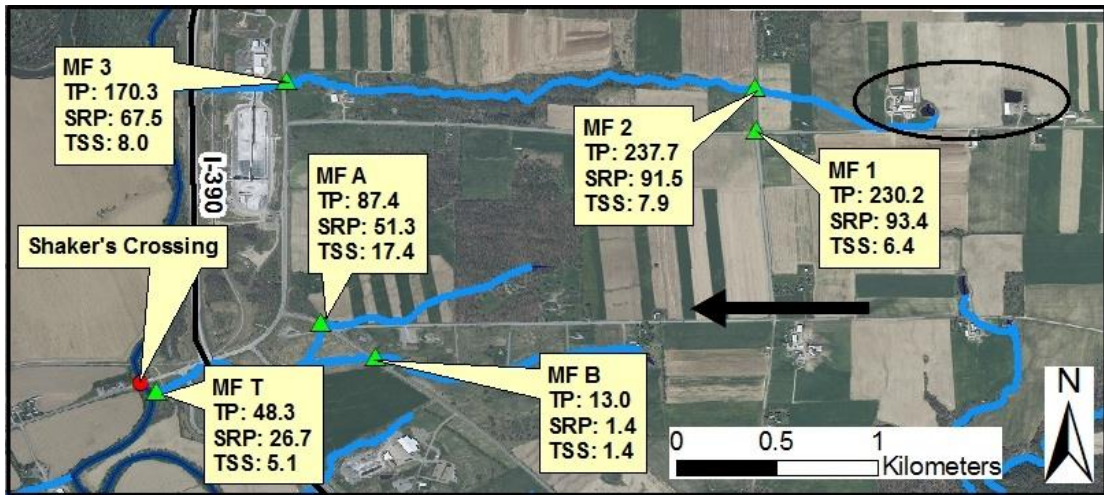 MF 3
TP: 170.3
SRP: 67.5
TSS: 8.0
I-390
MF A
TP: 87.4
SRP: 51.3
TSS: 17.4
MF 2
TP: 237.7
SRP: 91.5
TSS: 7.9
MF 1
TP: 230.2
SRP: 93.4
TSS: 6.4
Shaker's Crossing
MF T
TP: 48.3
SRP: 26.7
TSS: 5.1
MF B
TP: 13.0
SRP: 1.4
TSS: 1.4
0 0.5 1
Kilometers
N